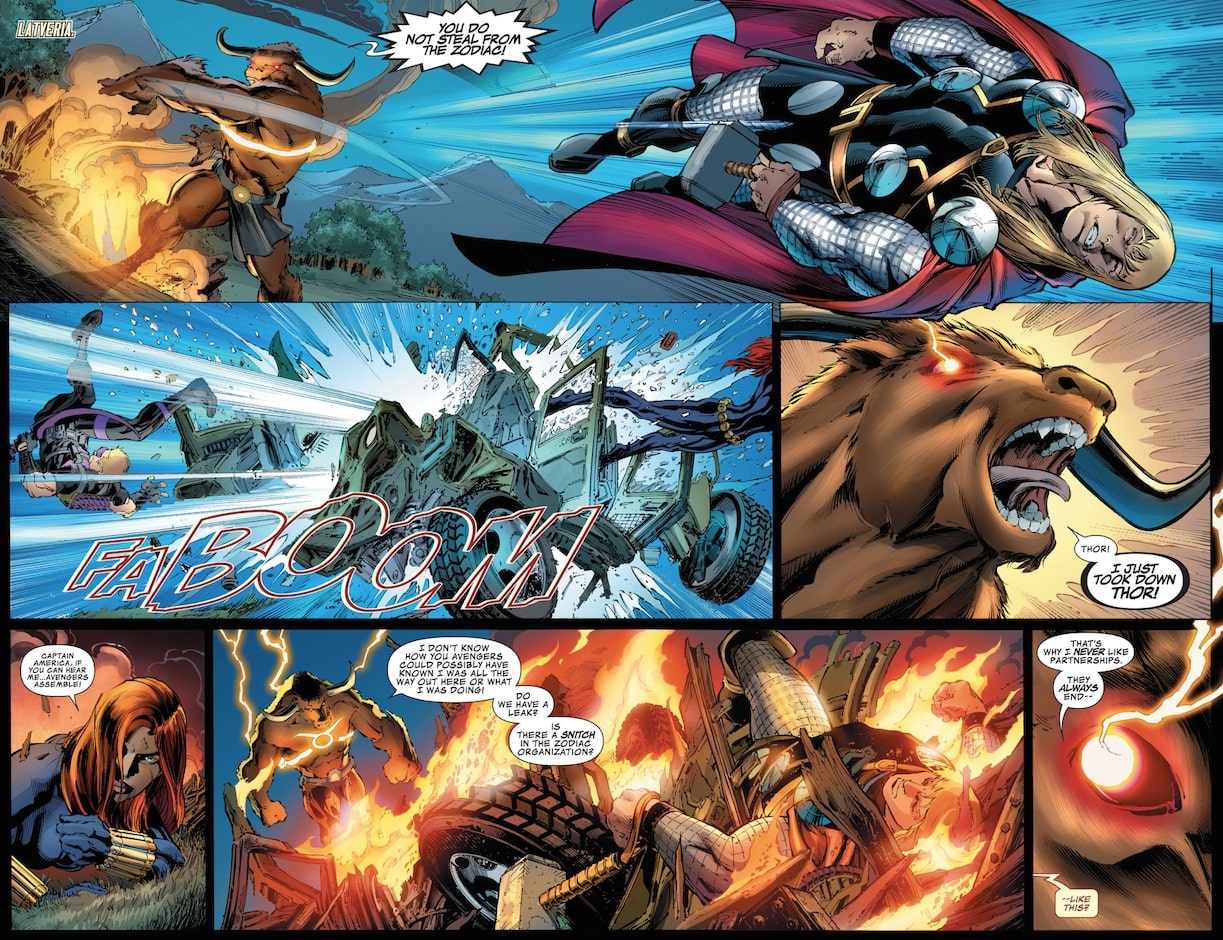 LATVERIA.
YOU DO
NOT STEAL FROM
THE ZODIAC!
FABOOM
THOR!
I JUST
TOOK DOWN
THOR!
CAPTAIN
AMERICA, IF
YOU CAN HEAR
ME...AVENGERS
ASSEMBLE!
I DON'T KNOW
HOW YOU AVENGERS
COULD POSSIBLY HAVE
KNOWN I WAS ALL THE
WAY OUT HERE OR WHAT
I WAS DOING!
DO
WE HAVE A
LEAK?
IS
THERE A SNITCH
IN THE ZODIAC
ORGANIZATION?
THAT'S
WHY I NEVER LIKE
PARTNERSHIPS.
THEY
ALWAYS
END--
--LIKE
THIS?